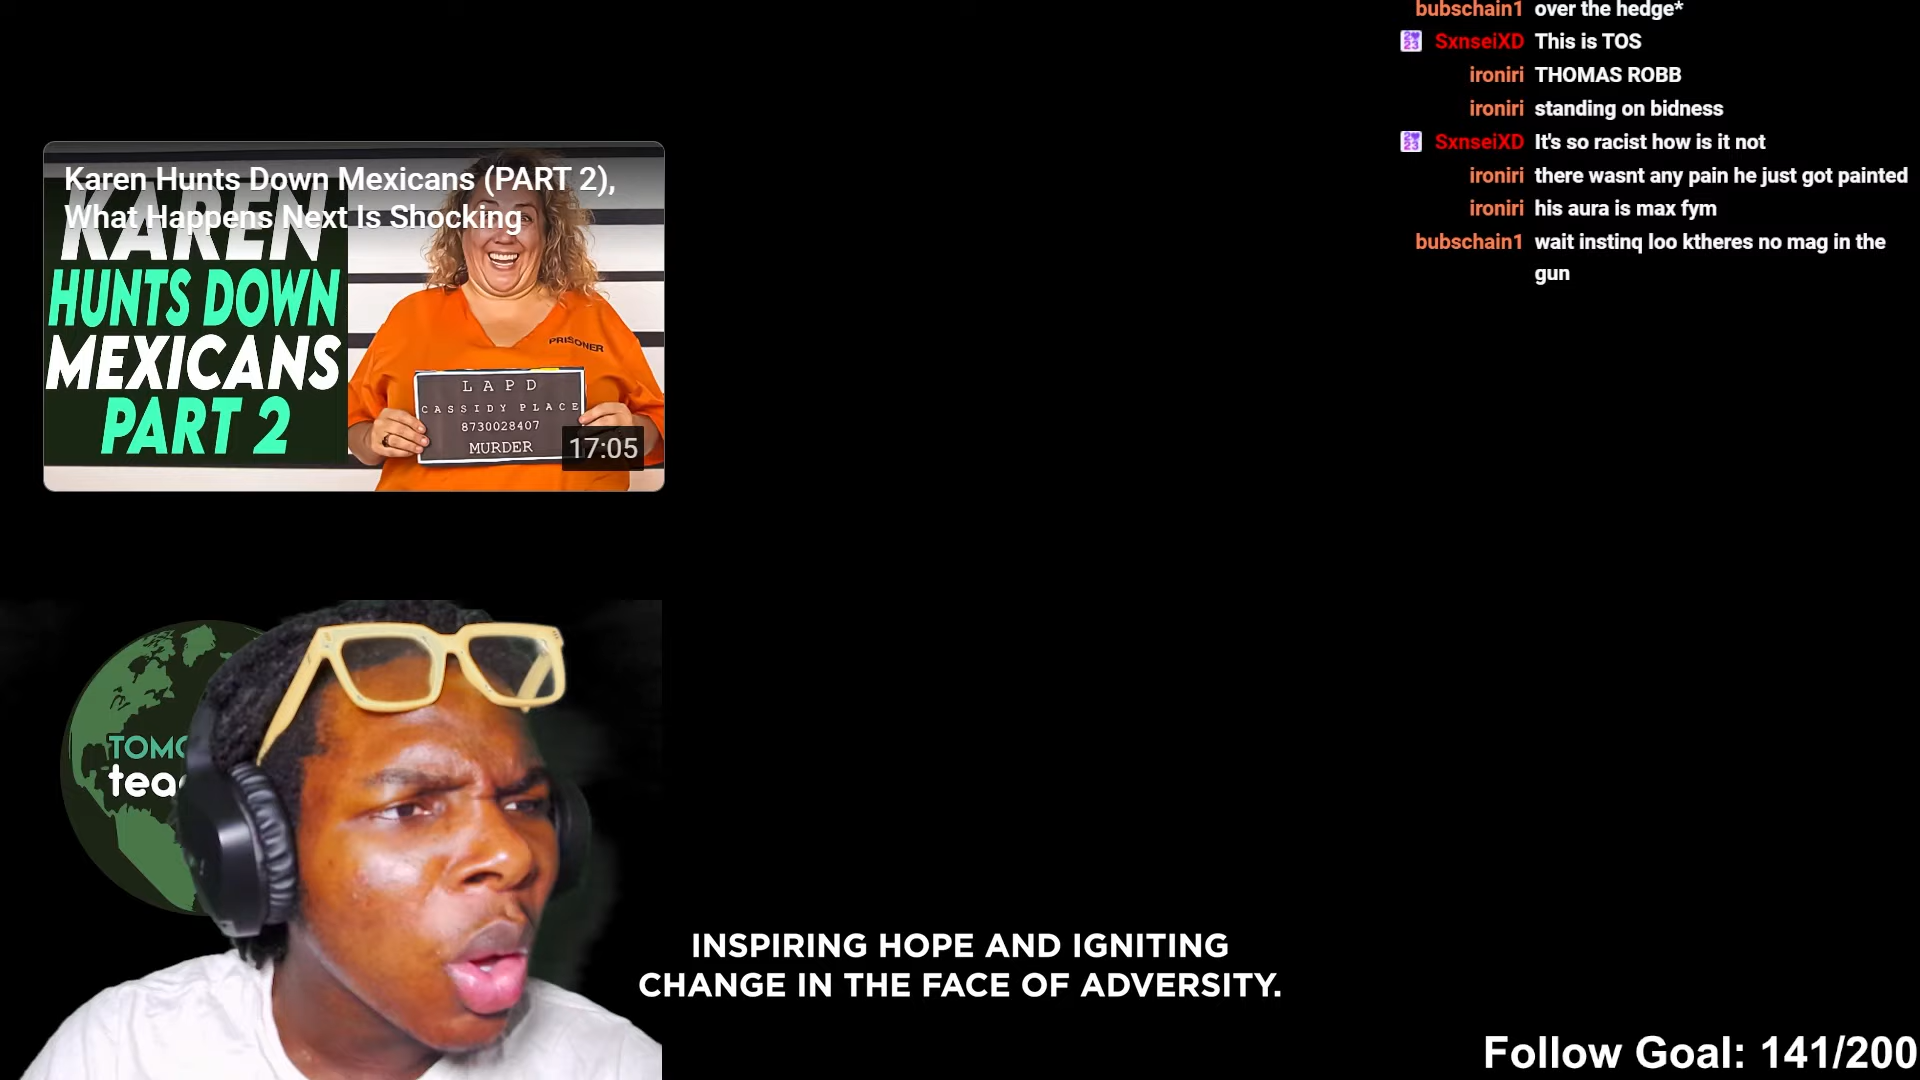 bubschain1 over the hedge*
SxnseiXD This is TOS
ironiri THOMAS ROBB
ironiri standing on bidness
SxnseiXD It's so racist how is it not
ironiri there wasnt any pain he just got painted
ironiri his aura is max fym
bubschain1 wait instinq loo ktheres no mag in the
gun
Karen Hunts Down Mexicans (PART 2),
What Happens Next Is Shocking
KAREN
HUNTS DOWN
MEXICANS
PART 2
PRISONER
LAPD
CASSIDY PLACE
8730028407
MURDER
17:05
TOMO
tea
INSPIRING HOPE AND IGNITING
CHANGE IN THE FACE OF ADVERSITY.
Follow Goal: 141/200